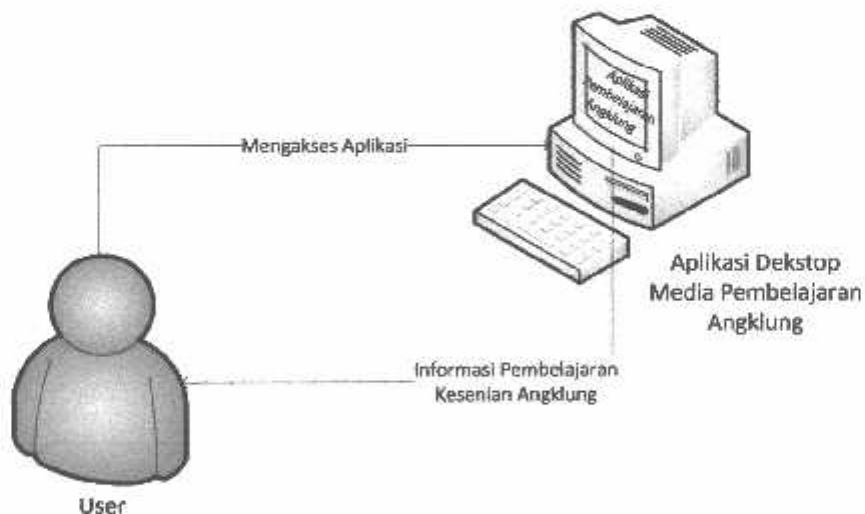 Aplikasi
Pembelajaran
Angklung
Mengakses Aplikasi
Aplikasi Dekstop
Media Pembelajaran
Angklung
Informasi Pembelajaran
Kesenian Angklung
User